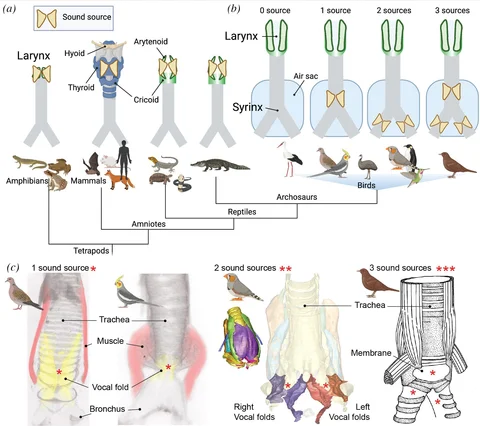 (a)
Sound source
Larynx
Hyoid
Arytenoid
Thyroid
Cricoid
Amphibians
Mammals
Birds
Archosaurs
Reptiles
Amniotes
Tetrapods
(b)
0 source
1 source
2 sources
3 sources
Larynx
Air sac
Syrinx
(c)
1 sound source *
Trachea
Muscle
Vocal fold
*
*
Bronchus
2 sound sources **
*
*
Right
Vocal folds
Left
Vocal folds
3 sound sources ***
Trachea
Membrane
*
*
*